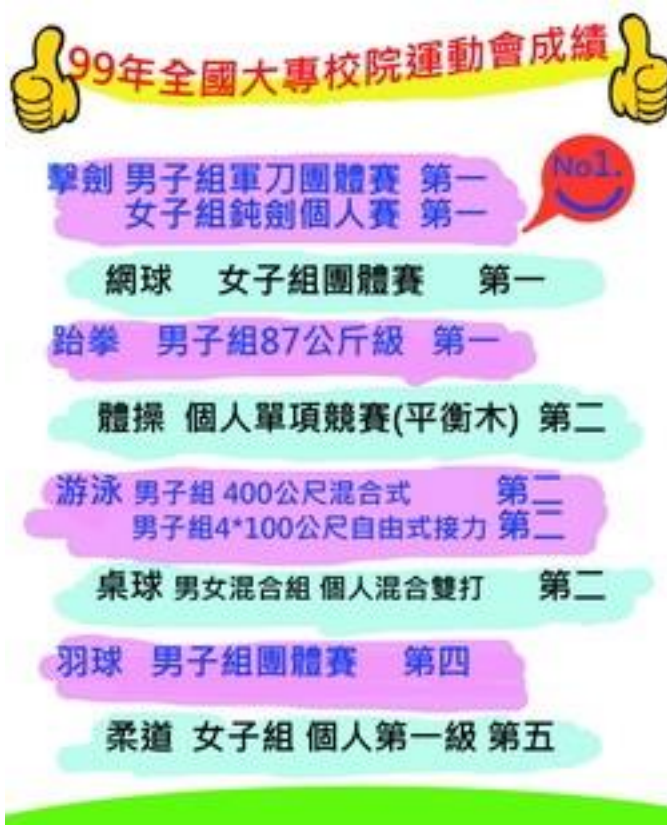 99年全國大專校院運動會成績
No1.
擊劍 男子組軍刀團體賽 第一
女子組鈍劍個人賽 第一
網球 女子組團體賽 第一
跆拳 男子組87公斤級 第一
體操 個人單項競賽(平衡木) 第二
游泳 男子組 400公尺混合式 第二
男子組4*100公尺自由式接力 第三
桌球 男女混合組 個人混合雙打 第二
羽球 男子組團體賽 第四
柔道 女子組 個人第一級 第五